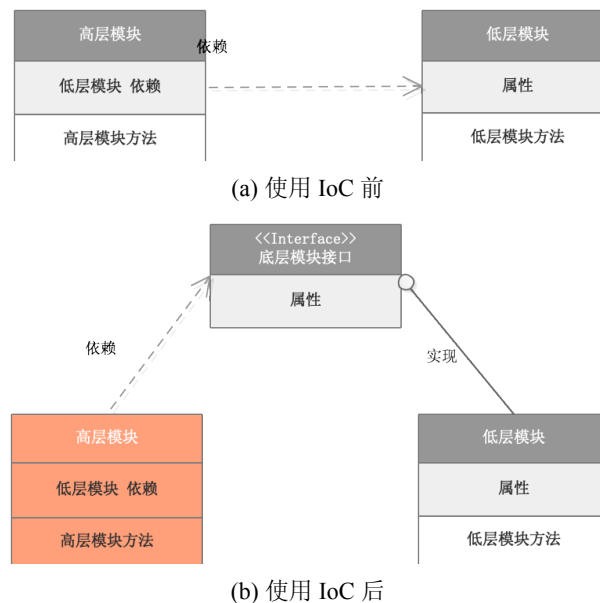 高层模块
低层模块
依赖
低层模块 依赖
属性
高层模块方法
低层模块方法
(a) 使用 IoC 前
<<Interface>>
底层模块接口
属性
依赖
实现
高层模块
低层模块
低层模块 依赖
属性
高层模块方法
低层模块方法
(b) 使用 IoC 后